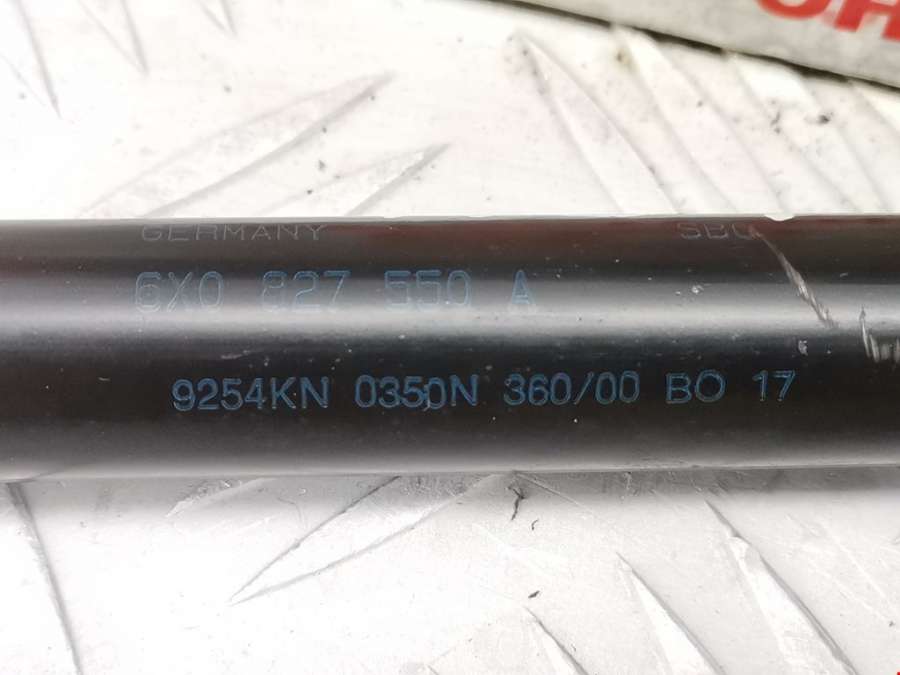 GERMANY
6X0 827 550 A
9254KN 0350N 360/00 BO 17